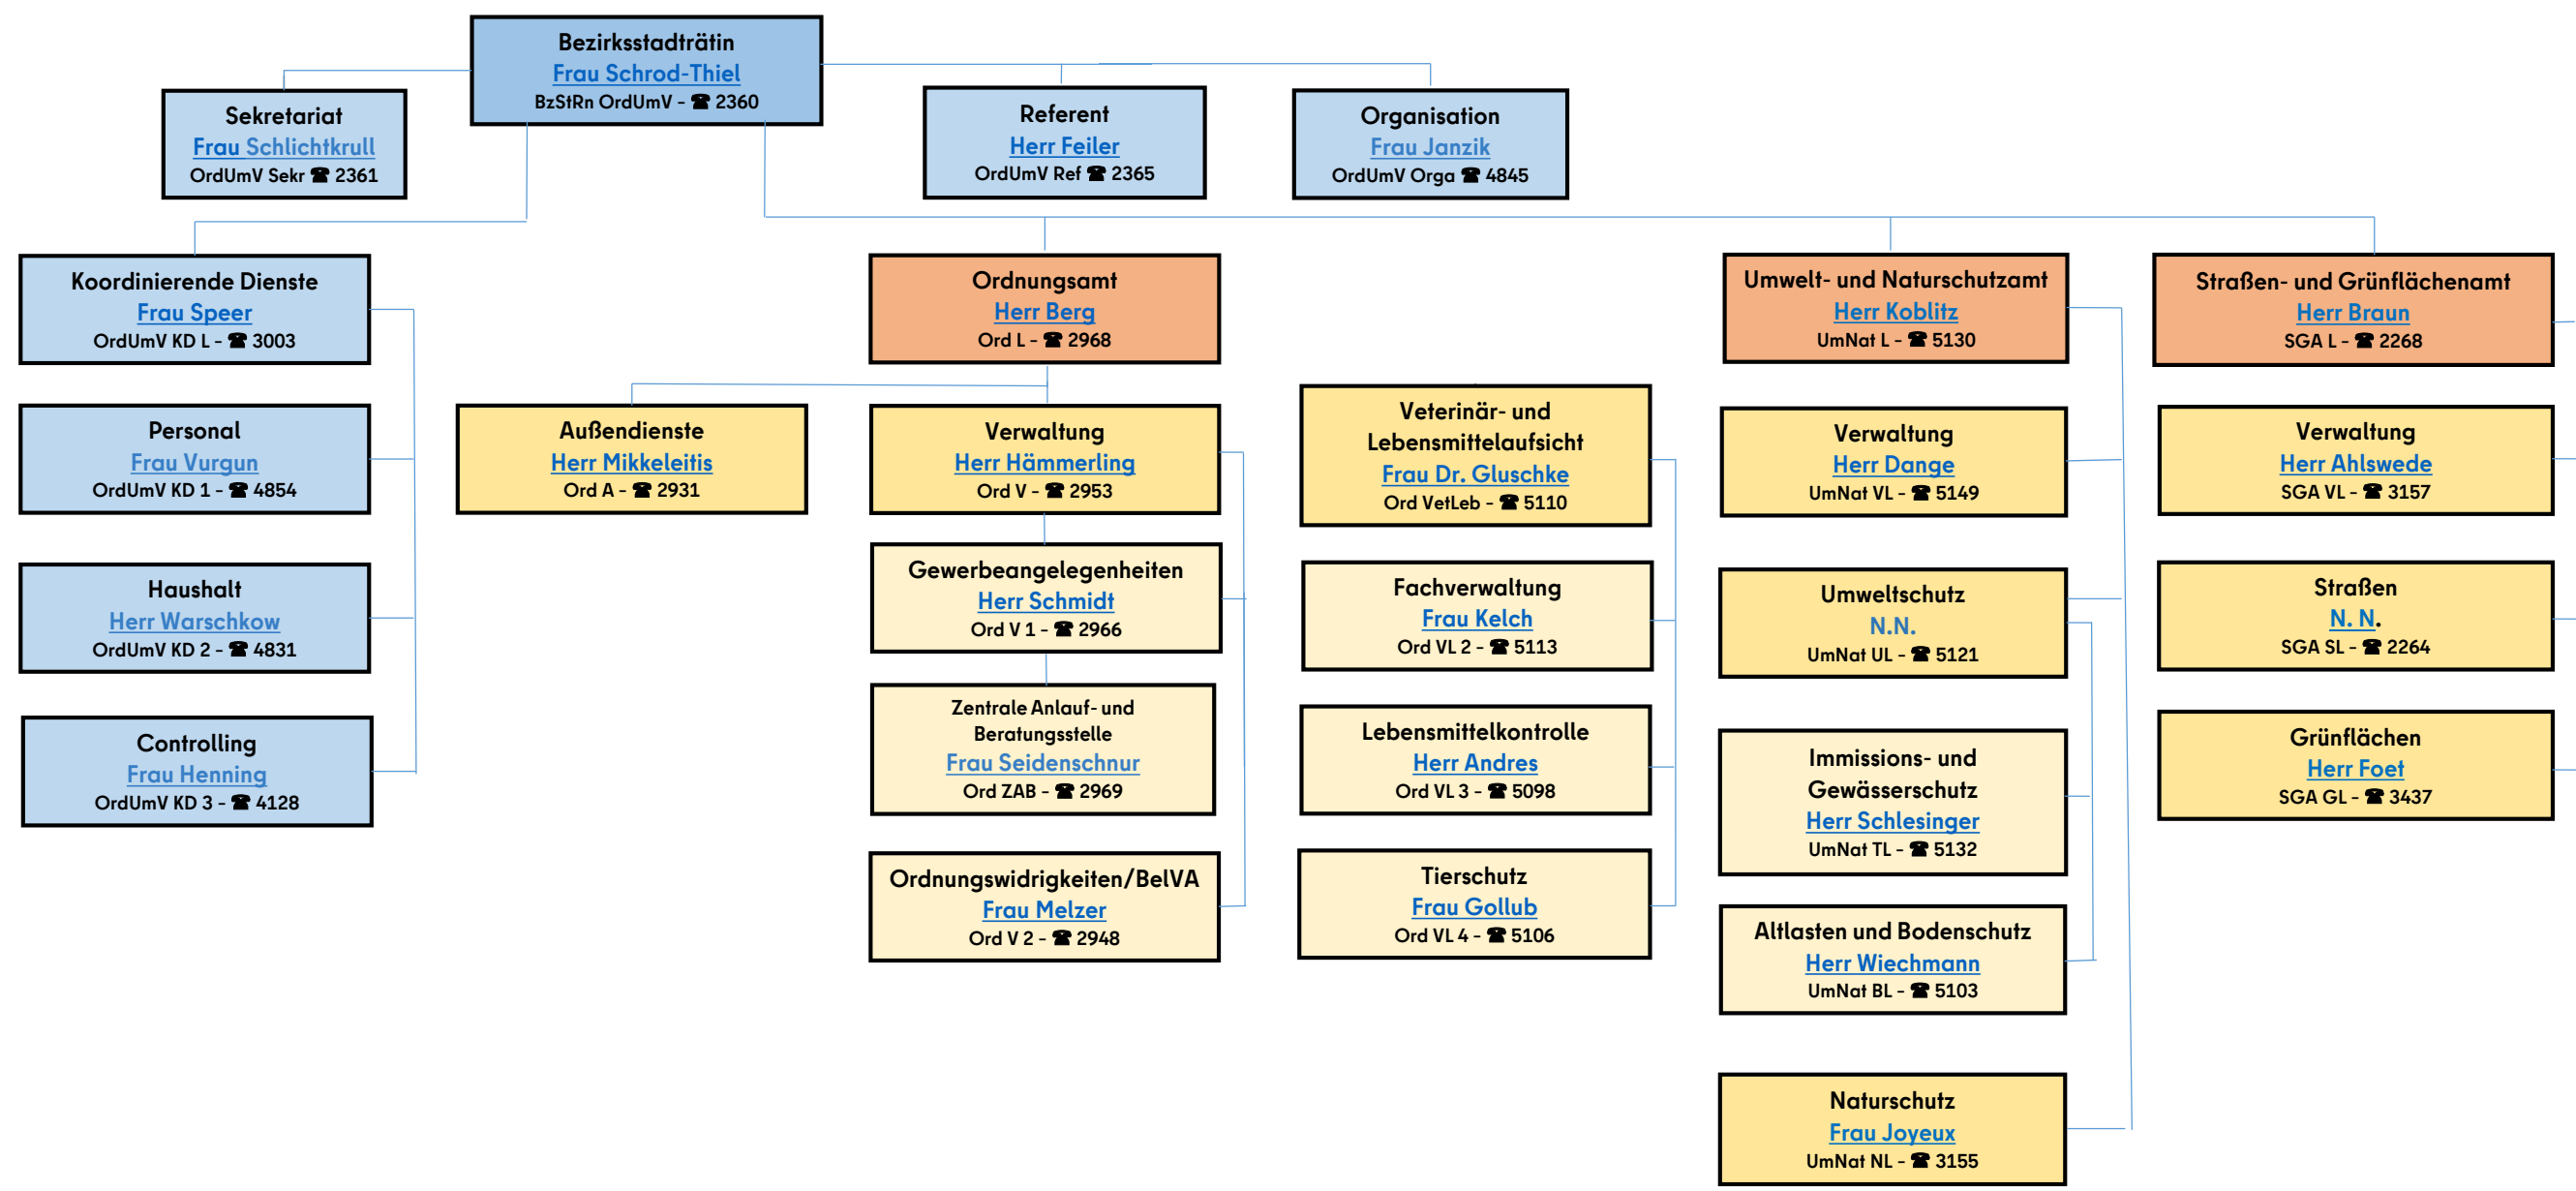 Bezirksstadträtin
Frau Schrod-Thiel
BzStRn OrdUmV - ☎ 2360
Sekretariat
Frau Schlichtkrull
OrdUmV Sekr ☎ 2361
Referent
Herr Feiler
OrdUmV Ref ☎ 2365
Organisation
Frau Janzik
OrdUmV Orga ☎ 4845
Koordinierende Dienste
Frau Speer
OrdUmV KD L - ☎ 3003
Personal
Frau Vurgun
OrdUmV KD 1 - ☎ 4854
Haushalt
Herr Warschkow
OrdUmV KD 2 - ☎ 4831
Controlling
Frau Henning
OrdUmV KD 3 - ☎ 4128
Ordnungsamt
Herr Berg
Ord L - ☎ 2968
Außendienste
Herr Mikkeleitis
Ord A - ☎ 2931
Verwaltung
Herr Hämmerling
Ord V - ☎ 2953
Gewerbeangelegenheiten
Herr Schmidt
Ord V 1 - ☎ 2966
Zentrale Anlauf- und
Beratungsstelle
Frau Seidenschnur
Ord ZAB - ☎ 2969
Ordnungswidrigkeiten/BelVA
Frau Melzer
Ord V 2 - ☎ 2948
Veterinär- und
Lebensmittelaufsicht
Frau Dr. Gluschke
Ord VetLeb - ☎ 5110
Fachverwaltung
Frau Kelch
Ord VL 2 - ☎ 5113
Lebensmittelkontrolle
Herr Andres
Ord VL 3 - ☎ 5098
Tierschutz
Frau Gollub
Ord VL 4 - ☎ 5106
Umwelt- und Naturschutzamt
Herr Koblitz
UmNat L - ☎ 5130
Verwaltung
Herr Dange
UmNat VL - ☎ 5149
Umweltschutz
N.N.
UmNat UL - ☎ 5121
Immissions- und
Gewässerschutz
Herr Schlesinger
UmNat TL - ☎ 5132
Altlasten und Bodenschutz
Herr Wiechmann
UmNat BL - ☎ 5103
Naturschutz
Frau Joyeux
UmNat NL - ☎ 3155
Straßen- und Grünflächenamt
Herr Braun
SGA L - ☎ 2268
Verwaltung
Herr Ahlswede
SGA VL - ☎ 3157
Straßen
N. N.
SGA SL - ☎ 2264
Grünflächen
Herr Foet
SGA GL - ☎ 3437